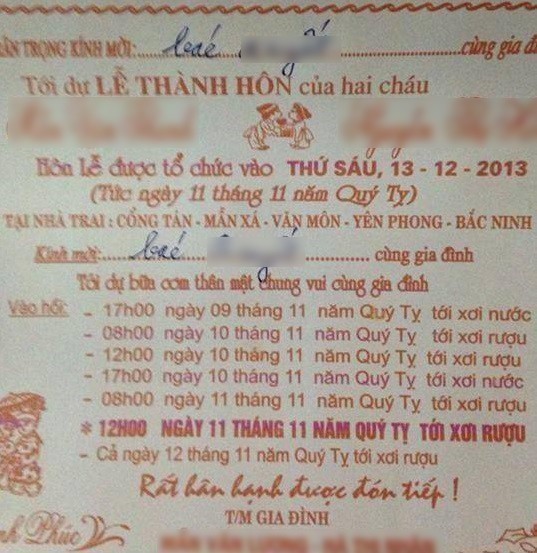 TRỌNG KÍNH MỜI:............................cùng gia
Tới dự LỄ THÀNH HÔN của hai cháu
Hôn lễ được tổ chức vào THỨ SÁU, 13 - 12 - 2013
(Tức ngày 11 tháng 11 năm Quý Tỵ)
TẠI NHÀ TRAI : CỔNG TÁN - MẪN XÁ - VĂN MÔN - YÊN PHONG - BẮC NINH
Kính mời:............................ cùng gia đình
Tới dự bữa cơm thân mật chung vui cùng gia đình
Vào hồi: - 17h00 ngày 09 tháng 11 năm Quý Tỵ tới xơi nước
- 08h00 ngày 10 tháng 11 năm Quý Tỵ tới xơi rượu
- 12h00 ngày 10 tháng 11 năm Quý Tỵ tới xơi rượu
- 17h00 ngày 10 tháng 11 năm Quý Tỵ tới xơi nước
- 08h00 ngày 11 tháng 11 năm Quý Tỵ tới xơi rượu
* 12H00 NGÀY 11 THÁNG 11 NĂM QUÝ TỴ TỚI XƠI RƯỢU
- Cả ngày 12 tháng 11 năm Quý Tỵ tới xơi rượu
Rất hân hạnh được đón tiếp !
Phúc
T/M GIA ĐÌNH